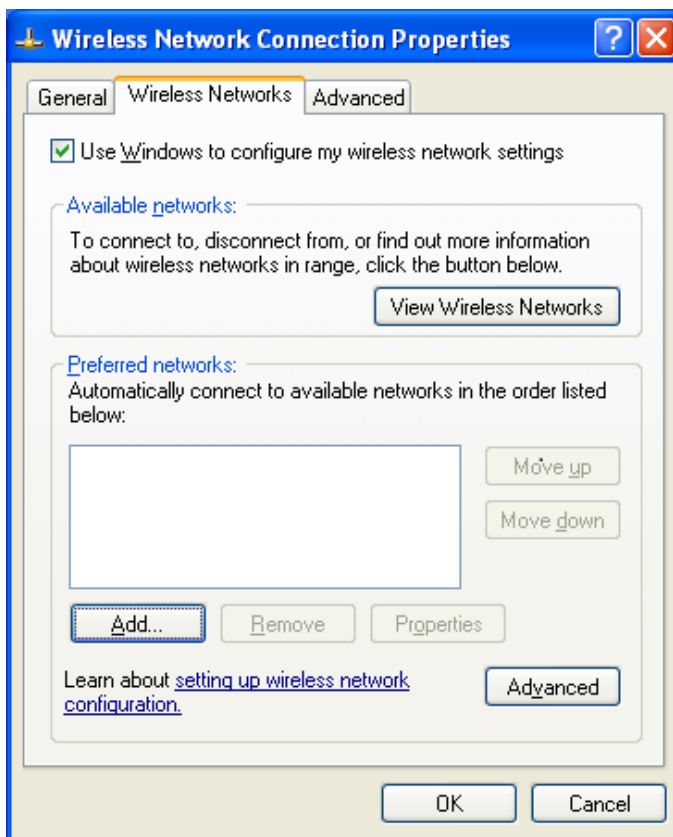 Wireless Network Connection Properties
General Wireless Networks Advanced
Use Windows to configure my wireless network settings
Available networks:
To connect to, disconnect from, or find out more information
about wireless networks in range, click the button below.
View Wireless Networks
Preferred networks:
Automatically connect to available networks in the order listed
below:
Move up
Move down
Add... Remove Properties
Learn about setting up wireless network
configuration.
Advanced
OK Cancel